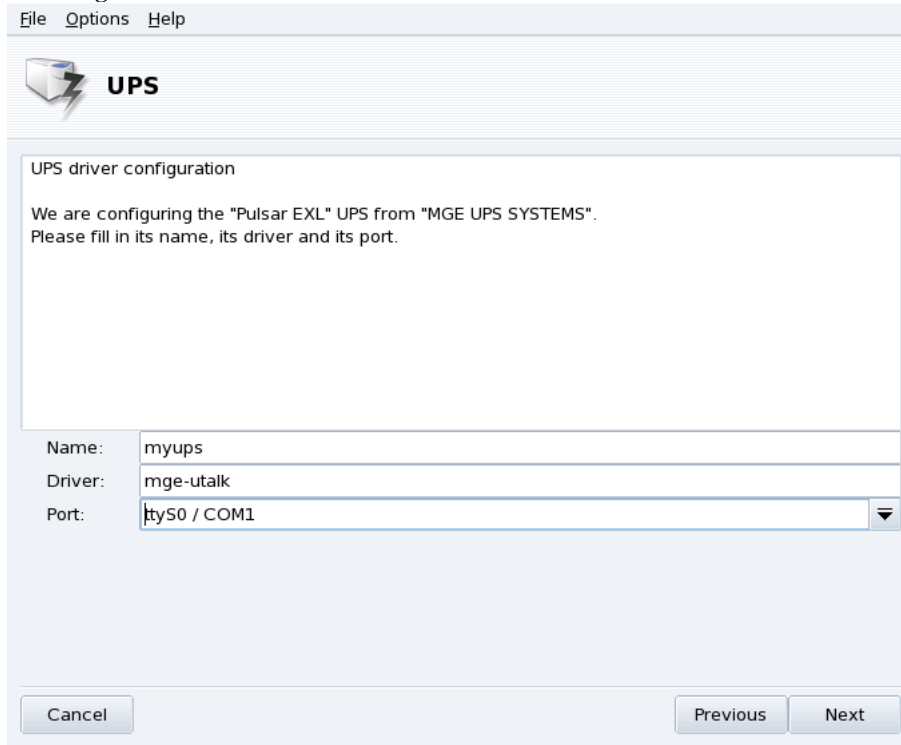 File Options Help
UPS
UPS driver configuration
We are configuring the "Pulsar EXL" UPS from "MGE UPS SYSTEMS".
Please fill in its name, its driver and its port.
Name: myups
Driver: mge-utalk
Port: ttyS0 / COM1
Cancel Previous Next